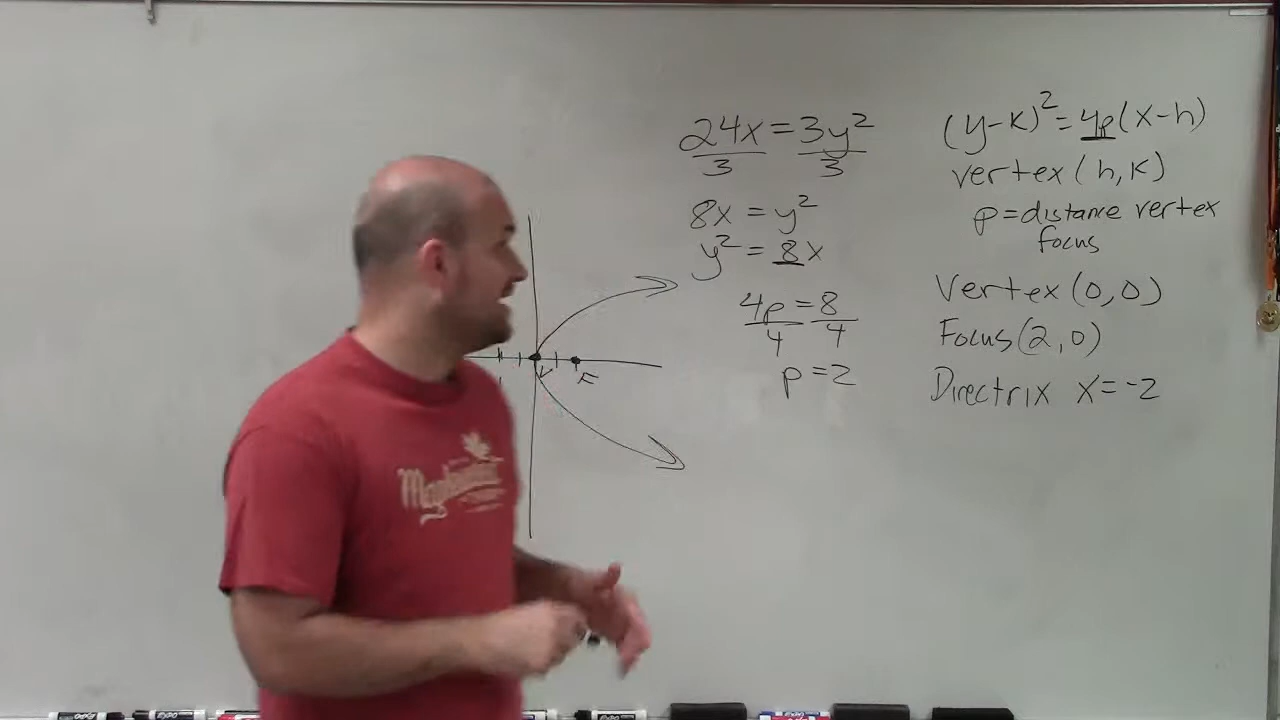 24x = 3y²
3 3
8x = y²
y² = 8x
4p = 8
4 4
p = 2
(y-k)² = 4p(x-h)
vertex (h,k)
p = distance vertex
focus
Vertex (0,0)
Focus (2,0)
Directrix x = -2
V F
EXPO